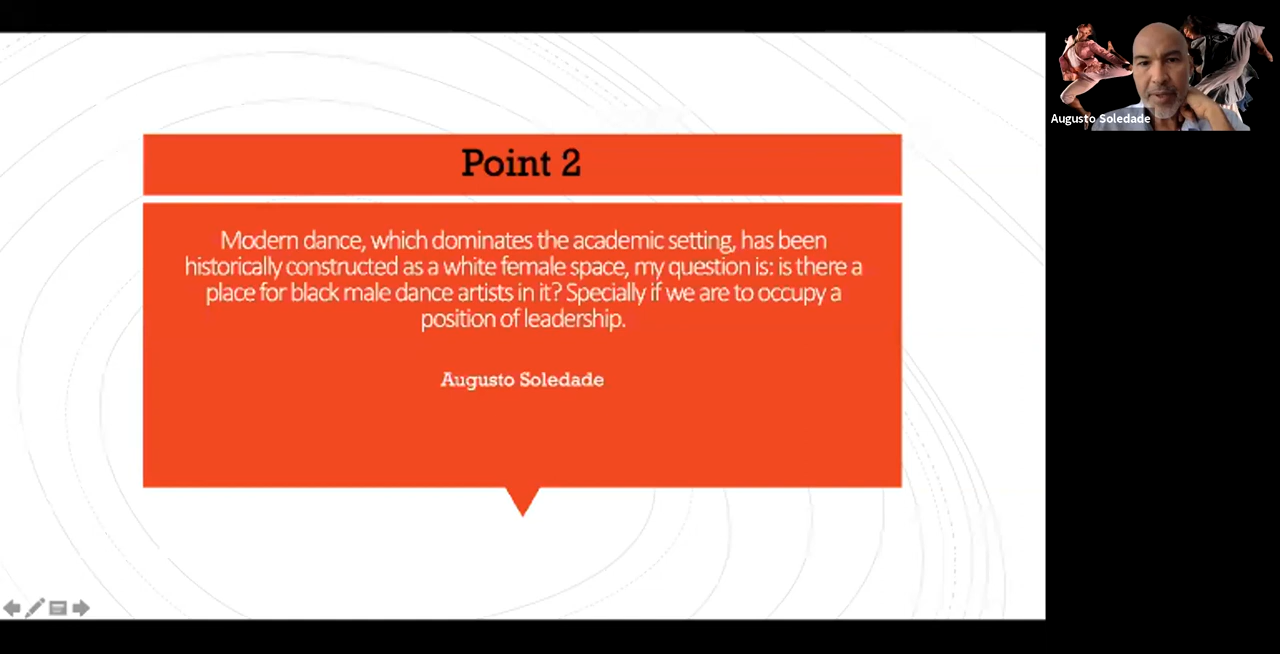 Point 2
Modern dance, which dominates the academic setting, has been
historically constructed as a white female space, my question is: is there a
place for black male dance artists in it? Specially if we are to occupy a
position of leadership.
Augusto Soledade
Augusto Soledade